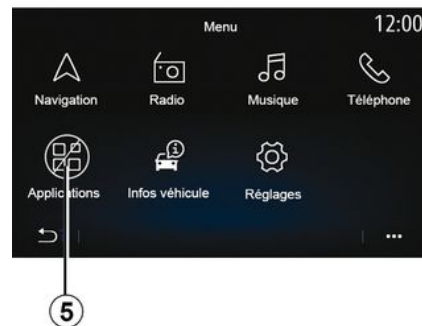 Menu 12:00
Navigation Radio Musique Téléphone
Applications Infos véhicule Réglages
5